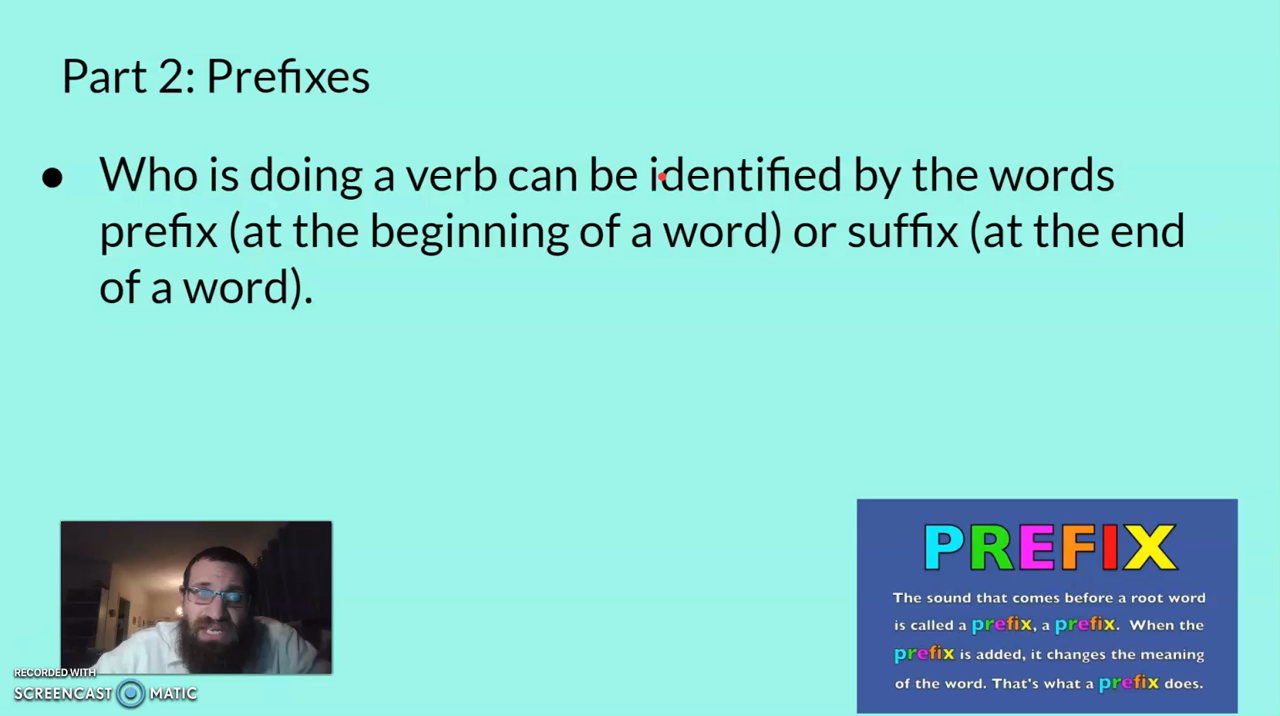 Part 2: Prefixes
● Who is doing a verb can be identified by the words
prefix (at the beginning of a word) or suffix (at the end
of a word).
PREFIX
The sound that comes before a root word
is called a prefix, a prefix. When the
prefix is added, it changes the meaning
of the word. That's what a prefix does.
RECORDED WITH
SCREENCAST MATIC